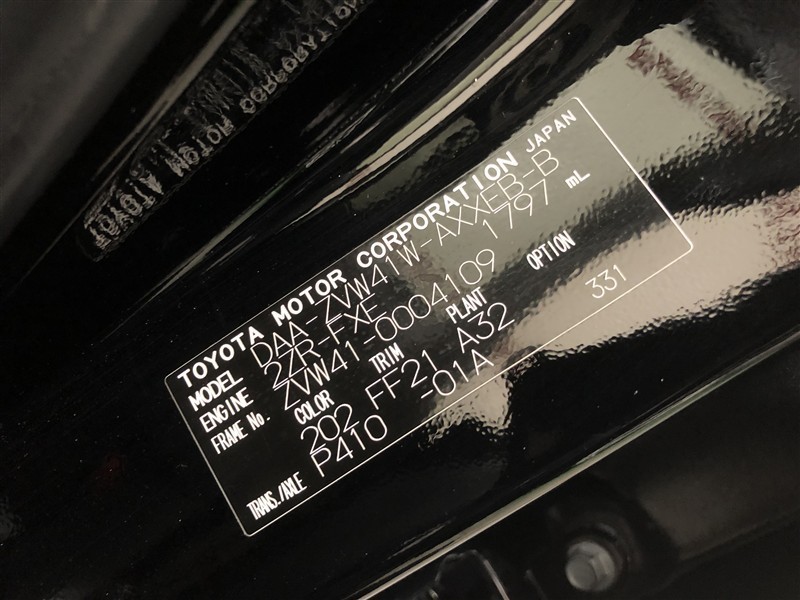 TOYOTA MOTOR CORPORATION JAPAN
MODEL DAA-ZVW41W-AXXEB-B
ENGINE 2ZR-FXE 1797 mL
FRAME No. ZVW41-0004109
COLOR TRIM PLANT OPTION
202 FF21 A32 331
TRANS./AXLE P410 -01A